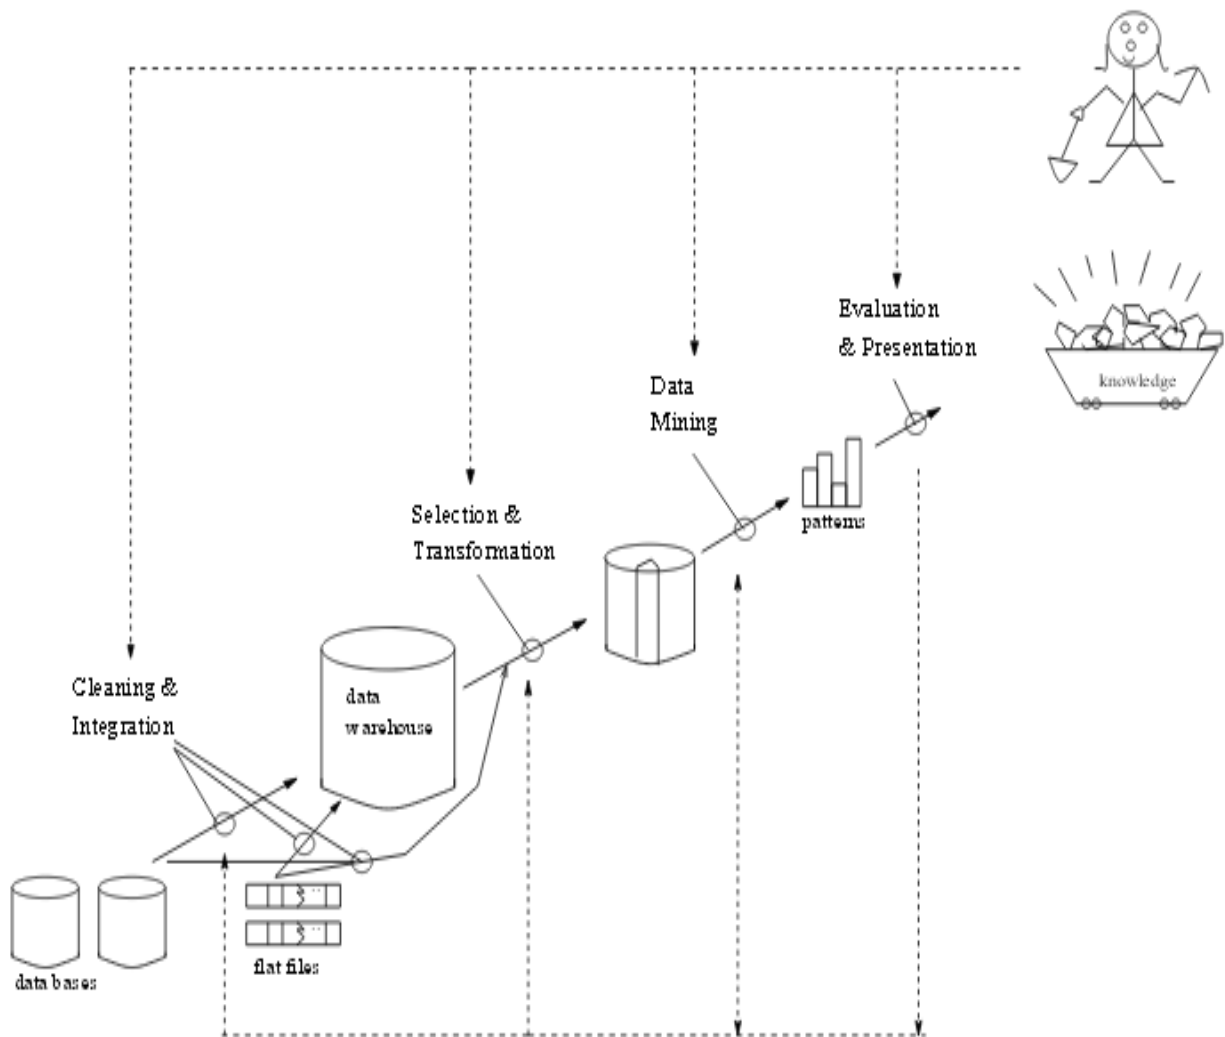 Evaluation
& Presentation
knowledge
Data
Mining
patterns
Selection &
Transformation
Cleaning &
Integration
data
warehouse
data bases
flat files